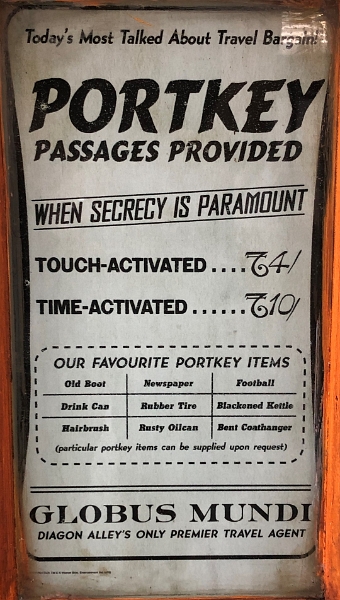 Today's Most Talked About Travel Bargain!
PORTKEY
PASSAGES PROVIDED
WHEN SECRECY IS PARAMOUNT
TOUCH-ACTIVATED ....4/
TIME-ACTIVATED ......10/
OUR FAVOURITE PORTKEY ITEMS
Old Boot Newspaper Football
Drink Can Rubber Tire Blackened Kettle
Hairbrush Rusty Oilcan Bent Coathanger
(particular portkey items can be supplied upon request)
GLOBUS MUNDI
DIAGON ALLEY'S ONLY PREMIER TRAVEL AGENT